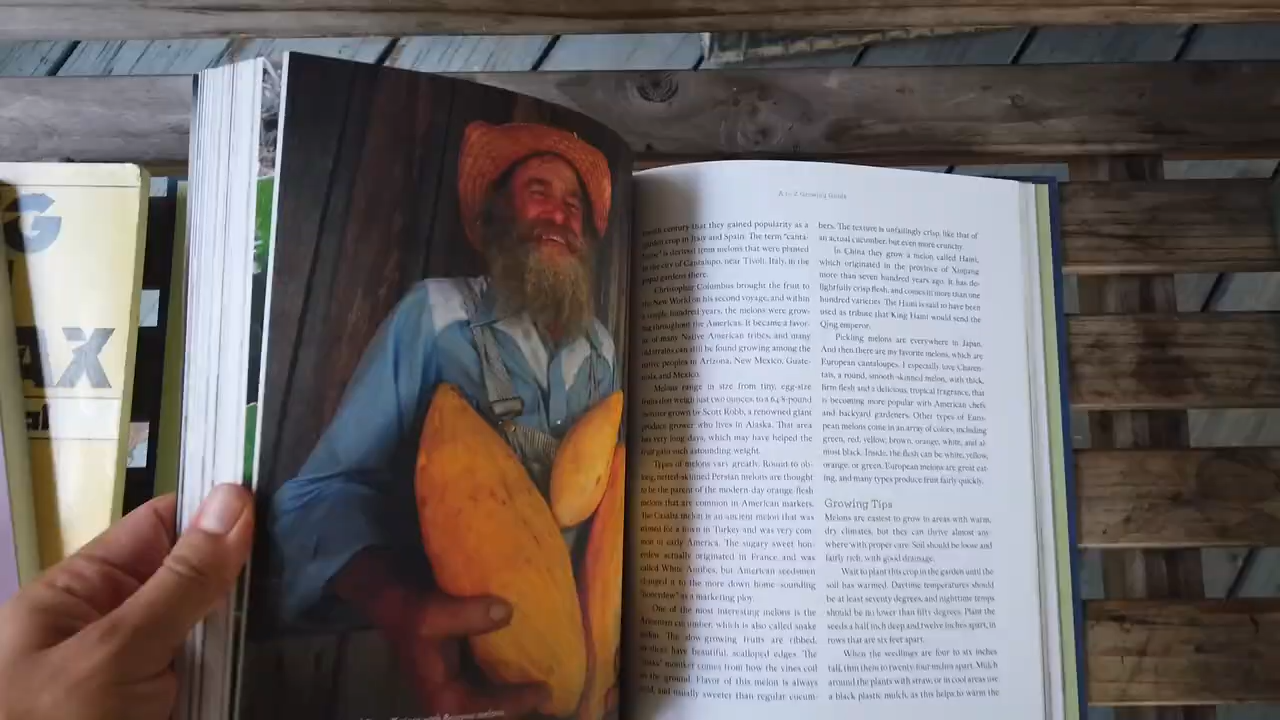 G
AX
A to Z Growing Guide
century that they gained popularity as a
garden crop in Italy and Spain. The term "canta-
is derived from melons that were planted
in the city of Cantalupo, near Tivoli, Italy, in the
papal gardens there.
Christopher Columbus brought the fruit to
the New World on his second voyage, and within
a couple hundred years, the melons were grow-
ing throughout the Americas. It became a favor-
of many Native American tribes, and many
old strains can still be found growing among the
native peoples in Arizona, New Mexico, Guate-
mala, and Mexico.
Melons range in size from tiny, egg-size
fruits that weigh just two ounces, to a 64.8-pound
grown by Scott Robb, a renowned giant
produce grower who lives in Alaska. That area
has very long days, which may have helped the
fruit gain such astounding weight.
Types of melons vary greatly. Round to ob-
long, netted-skinned Persian melons are thought
to be the parent of the modern-day orange-flesh
melons that are common in American markets.
The Casaba melon is an ancient melon that was
named for a town in Turkey and was very com-
mon in early America. The sugary sweet hon-
eydew actually originated in France and was
called White Antibes, but American seedsmen
changed it to the more down-home-sounding
"honeydew" as a marketing ploy.
One of the most interesting melons is the
Armenian cucumber, which is also called snake
melon. The slow-growing fruits are ribbed,
have beautiful, scalloped edges. The
moniker comes from how the vines coil
on the ground. Flavor of this melon is always
mild, and usually sweeter than regular cucum-
bers. The texture is unfailingly crisp, like that of
an actual cucumber, but even more crunchy.
In China they grow a melon called Hami,
which originated in the province of Xinjiang
more than seven hundred years ago. It has de-
lightfully crisp flesh, and comes in more than one
hundred varieties. The Hami is said to have been
used as tribute that King Hami would send the
Qing emperor.
Pickling melons are everywhere in Japan.
And then there are my favorite melons, which are
European cantaloupes. I especially love Charen-
tais, a round, smooth-skinned melon, with thick,
firm flesh and a delicious, tropical fragrance, that
is becoming more popular with American chefs
and backyard gardeners. Other types of Euro-
pean melons come in an array of colors, including
green, red, yellow, brown, orange, white, and al-
most black. Inside, the flesh can be white, yellow,
orange, or green. European melons are great eat-
ing, and many types produce fruit fairly quickly.
Growing Tips
Melons are easiest to grow in areas with warm,
dry climates, but they can thrive almost any-
where with proper care. Soil should be loose and
fairly rich, with good drainage.
Wait to plant this crop in the garden until the
soil has warmed. Daytime temperatures should
be at least seventy degrees, and nighttime temps
should be no lower than fifty degrees. Plant the
seeds a half inch deep and twelve inches apart, in
rows that are six feet apart.
When the seedlings are four to six inches
tall, thin them to twenty-four inches apart. Mulch
around the plants with straw, or in cool areas use
a black plastic mulch, as this helps to warm the